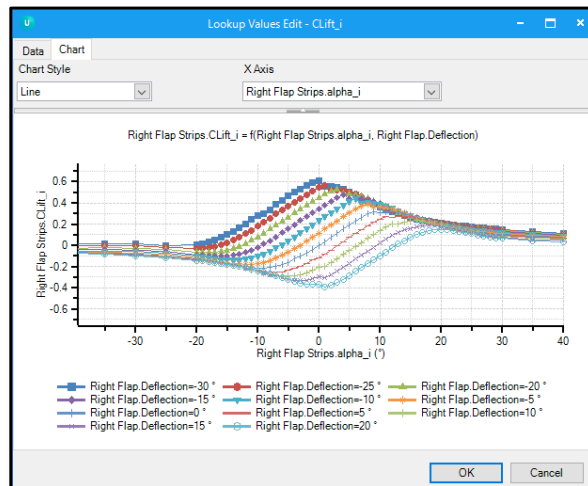 Lookup Values Edit - CLift_i
Data Chart
Chart Style X Axis
Line Right Flap Strips.alpha_i
Right Flap Strips.CLift_i = f(Right Flap Strips.alpha_i, Right Flap.Deflection)
Right Flap Strips.CLift_i
0.6
0.4
0.2
0
-0.2
-0.4
-0.6
-30 -20 -10 0 10 20 30 40
Right Flap Strips.alpha_i (°)
Right Flap.Deflection=-30 ° Right Flap.Deflection=-25 ° Right Flap.Deflection=-20 °
Right Flap.Deflection=-15 ° Right Flap.Deflection=-10 ° Right Flap.Deflection=-5 °
Right Flap.Deflection=0 ° Right Flap.Deflection=5 ° Right Flap.Deflection=10 °
Right Flap.Deflection=15 ° Right Flap.Deflection=20 °
OK Cancel